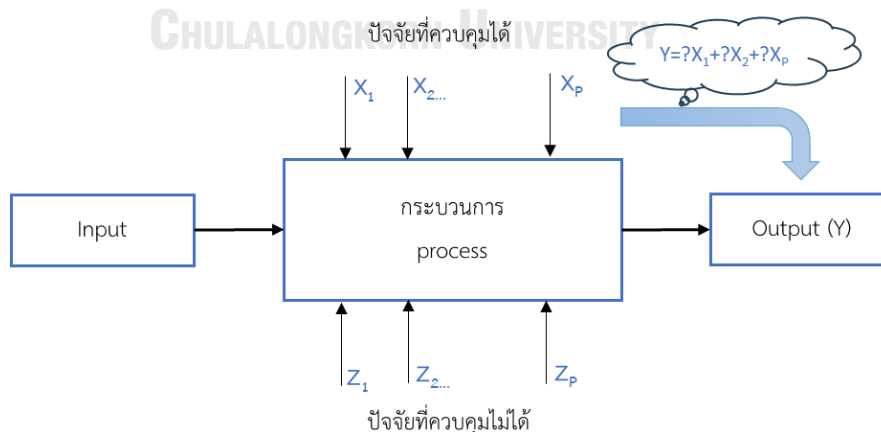 CHULALONGKORN UNIVERSITY
ปัจจัยที่ควบคุมได้
Y=?X₁+?X₂+?Xₚ
X₁
X₂...
Xₚ
Input
กระบวนการ
process
Output (Y)
Z₁
Z₂...
Zₚ
ปัจจัยที่ควบคุมไม่ได้